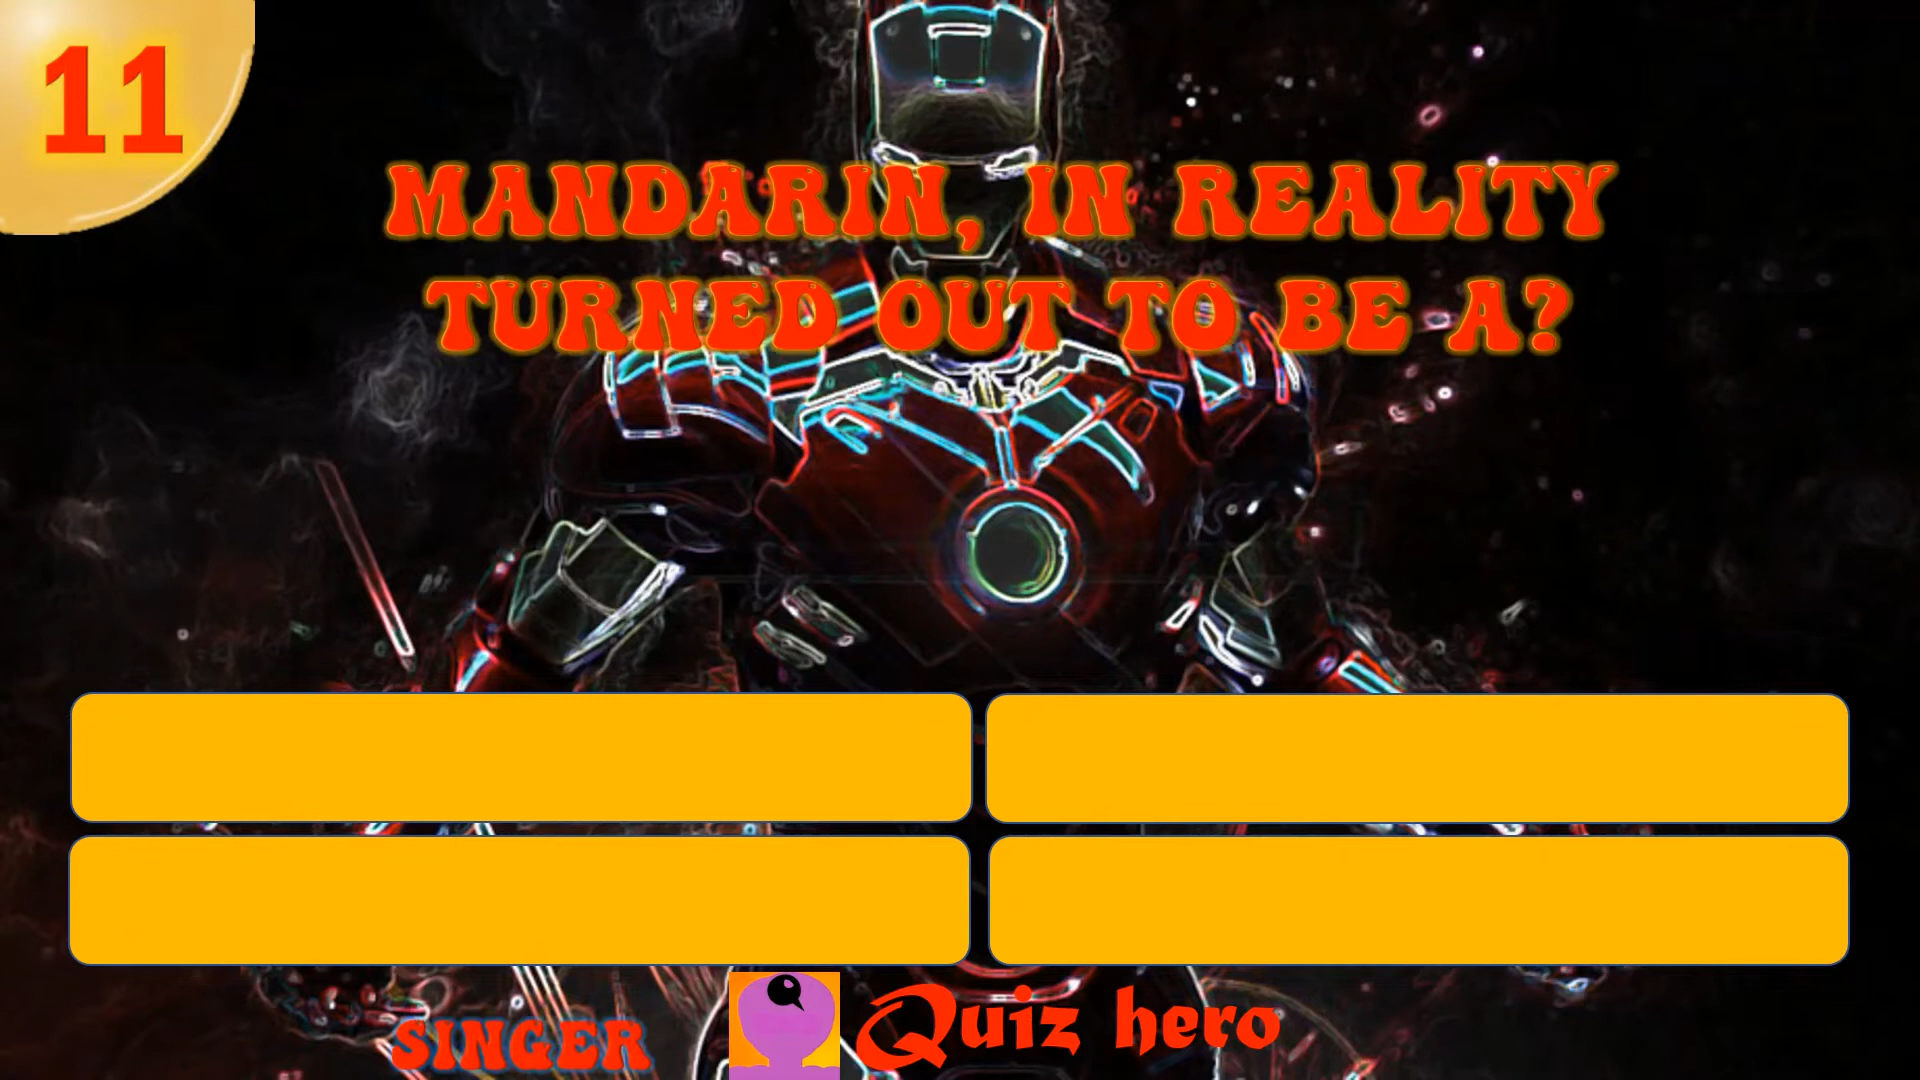 11
MANDARIN, IN REALITY
TURNED OUT TO BE A?
SINGER
Quiz hero